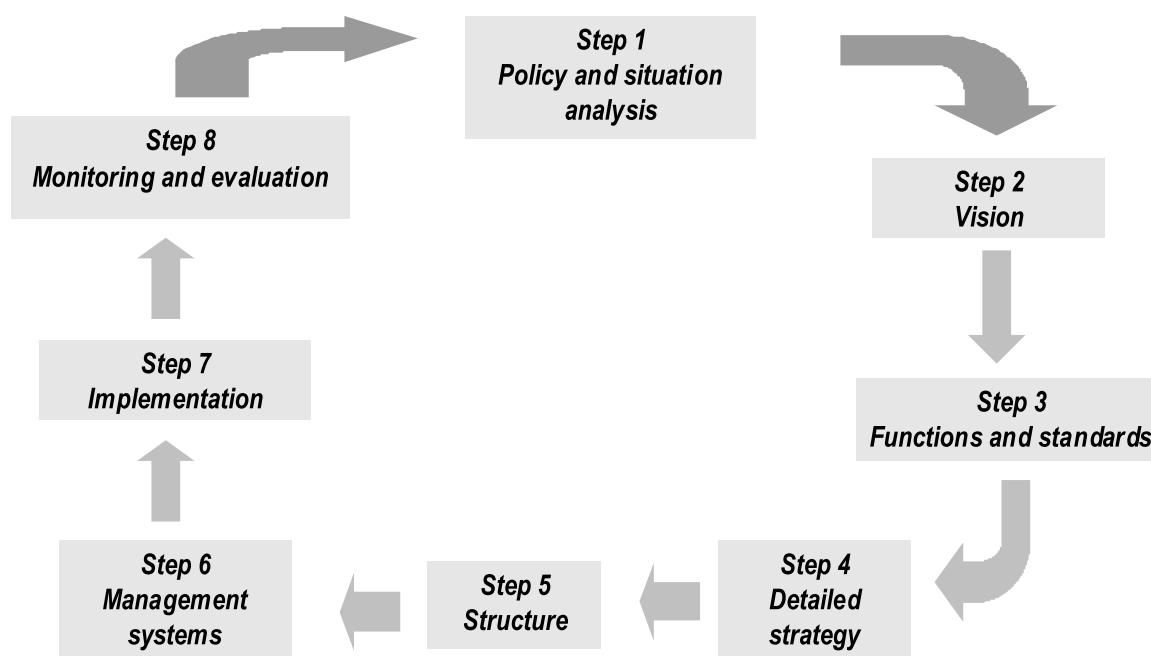 Step 1
Policy and situation
analysis
Step 2
Vision
Step 3
Functions and standards
Step 4
Detailed
strategy
Step 5
Structure
Step 6
Management
systems
Step 7
Implementation
Step 8
Monitoring and evaluation